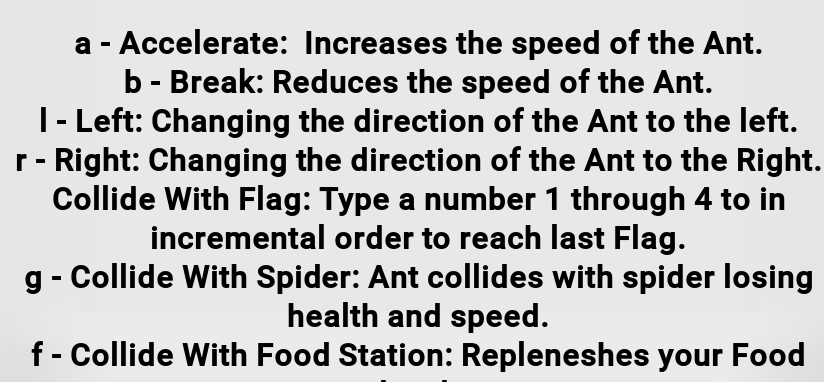 a - Accelerate:  Increases the speed of the Ant.
b - Break: Reduces the speed of the Ant.
l - Left: Changing the direction of the Ant to the left.
r - Right: Changing the direction of the Ant to the Right.
Collide With Flag: Type a number 1 through 4 to in
incremental order to reach last Flag.
g - Collide With Spider: Ant collides with spider losing
health and speed.
f - Collide With Food Station: Repleneshes your Food